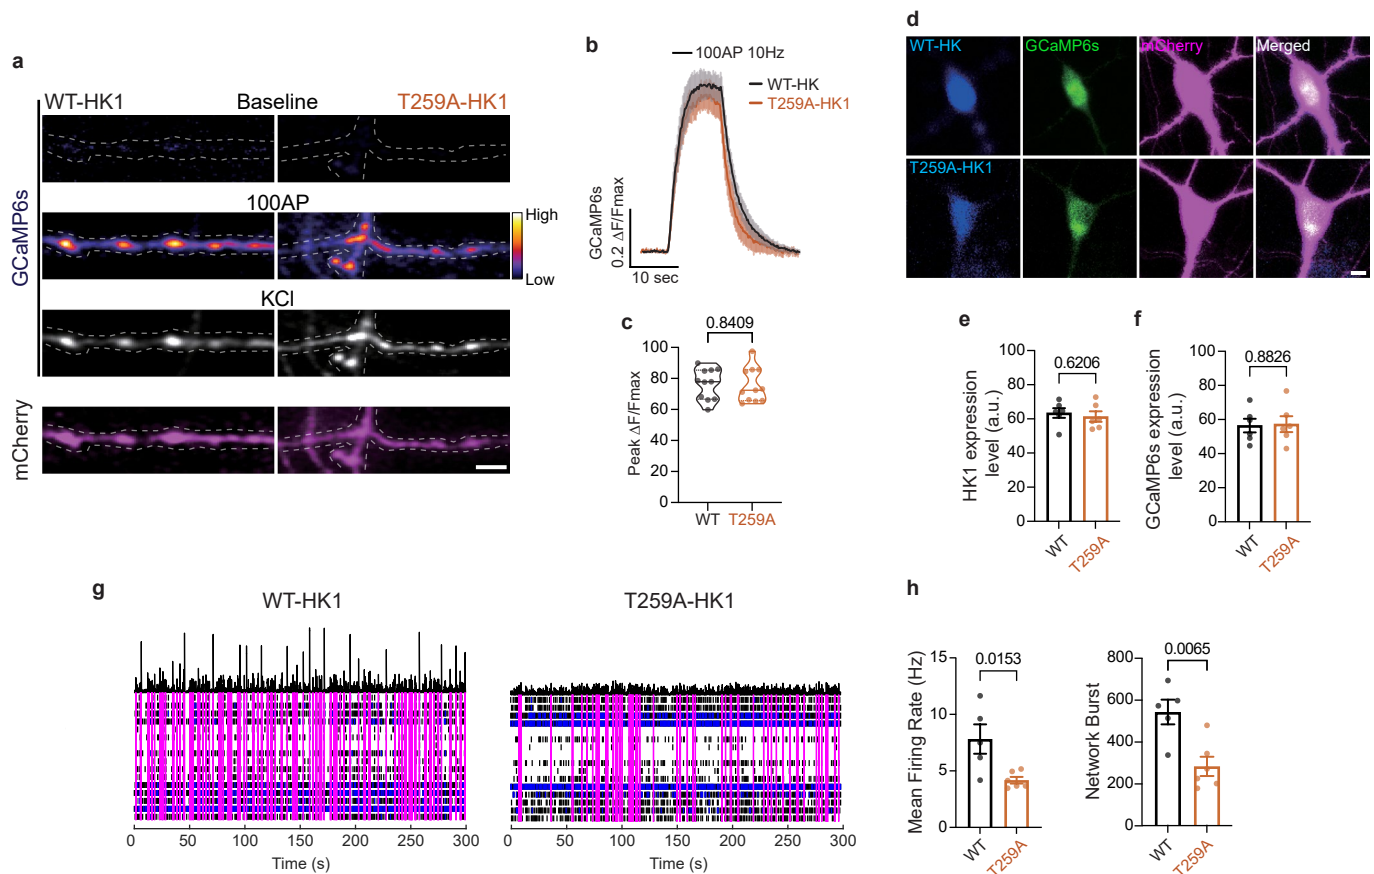 a
WT-HK1
Baseline
T259A-HK1
GCaMP6s
100AP
High
Low
KCl
mCherry
b
100AP 10Hz
WT-HK
T259A-HK1
GCaMP6s
0.2 ΔF/Fmax
10 sec
c
0.8409
Peak ΔF/Fmax
100
80
60
40
20
0
WT
T259A
d
WT-HK
GCaMP6s
mCherry
Merged
T259A-HK1
e
0.6206
HK1 expression
level (a.u.)
100
80
60
40
20
0
WT
T259A
f
0.8826
GCaMP6s expression
level (a.u.)
100
80
60
40
20
0
WT
T259A
g
WT-HK1
0 50 100 150 200 250 300
Time (s)
T259A-HK1
0 50 100 150 200 250 300
Time (s)
h
0.0153
Mean Firing Rate (Hz)
15
10
5
0
WT
T259A
0.0065
Network Burst
800
600
400
200
0
WT
T259A